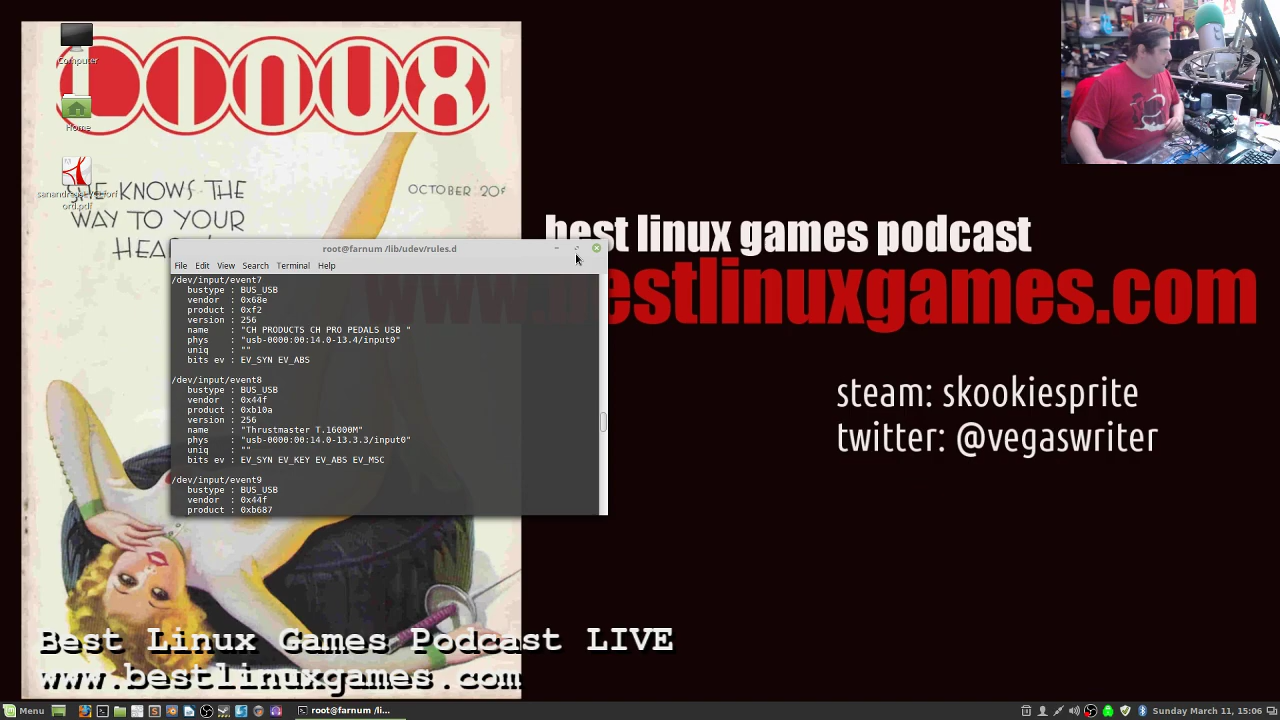 LINUX
Computer
Home
SHE KNOWS THE
WAY TO YOUR
OCTOBER 20¢
best linux games podcast
www.bestlinuxgames.com
steam: skookiesprite
twitter: @vegaswriter
root@farnum /lib/udev/rules.d
File Edit View Search Terminal Help
/dev/input/event7
bustype : BUS_USB
vendor : 0x68e
product : 0xf2
version : 256
name : "CH PRODUCTS CH PRO PEDALS USB "
phys : "usb-0000:00:14.0-13.4/input0"
uniq : ""
bits ev : EV_SYN EV_ABS
/dev/input/event8
bustype : BUS_USB
vendor : 0x44f
product : 0xb10a
version : 256
name : "Thrustmaster T.16000M"
phys : "usb-0000:00:14.0-13.3.3/input0"
uniq : ""
bits ev : EV_SYN EV_KEY EV_ABS EV_MSC
/dev/input/event9
bustype : BUS_USB
vendor : 0x44f
product : 0xb687
Best Linux Games Podcast LIVE
www.bestlinuxgames.com
Menu
root@farnum /li...
Sunday March 11, 15:06